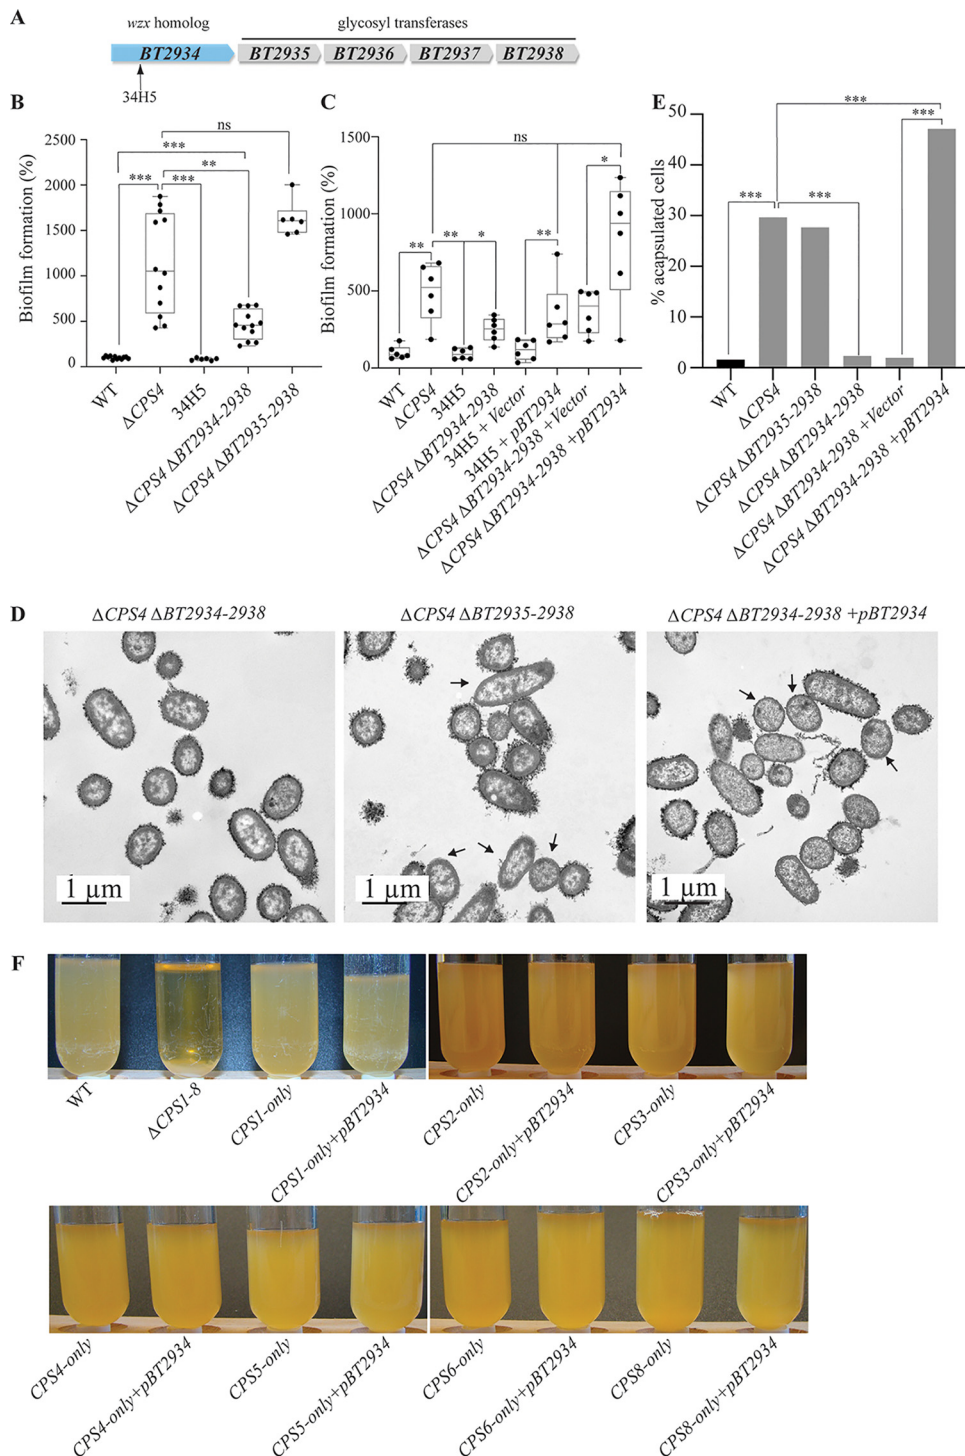 A
wzx homolog
glycosyl transferases
BT2934 BT2935 BT2936 BT2937 BT2938
34H5
B
Biofilm formation (%)
2500
2000
1500
1000
500
0
ns
***
**
*** ***
WT
ΔCPS4
34H5
ΔCPS4 ΔBT2934-2938
ΔCPS4 ΔBT2935-2938
C
Biofilm formation (%)
1500
1000
500
0
ns
*
** ** * **
WT
ΔCPS4
34H5
ΔCPS4 ΔBT2934-2938
34H5 + Vector
34H5 + pBT2934
ΔCPS4 ΔBT2934-2938 +Vector
ΔCPS4 ΔBT2934-2938 +pBT2934
E
% acapsulated cells
50
40
30
20
10
0
***
***
*** ***
WT
ΔCPS4
ΔCPS4 ΔBT2935-2938
ΔCPS4 ΔBT2934-2938
ΔCPS4 ΔBT2934-2938 +Vector
ΔCPS4 ΔBT2934-2938 +pBT2934
D
ΔCPS4 ΔBT2934-2938
ΔCPS4 ΔBT2935-2938
ΔCPS4 ΔBT2934-2938 +pBT2934
1 µm
1 µm
1 µm
F
WT
ΔCPS1-8
CPS1-only
CPS1-only+pBT2934
CPS2-only
CPS2-only+pBT2934
CPS3-only
CPS3-only+pBT2934
CPS4-only
CPS4-only+pBT2934
CPS5-only
CPS5-only+pBT2934
CPS6-only
CPS6-only+pBT2934
CPS8-only
CPS8-only+pBT2934